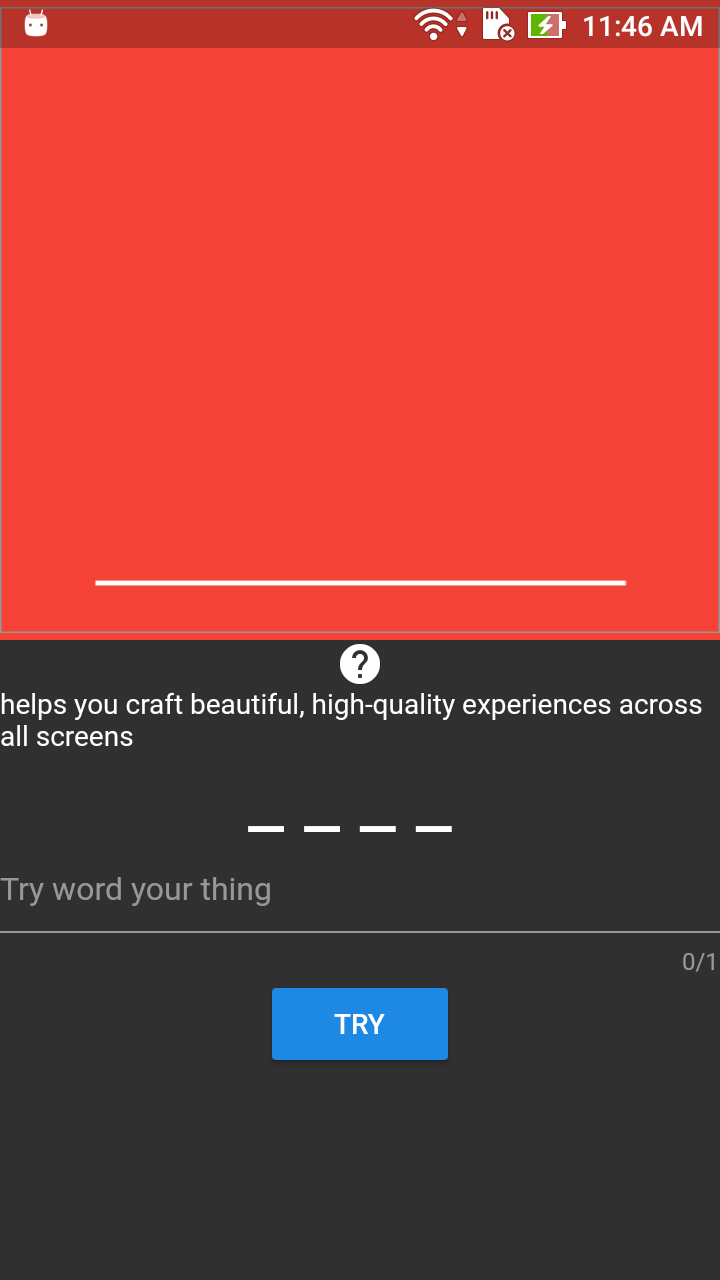 11:46 AM
?
helps you craft beautiful, high-quality experiences across
all screens
_ _ _ _
Try word your thing
0/1
TRY